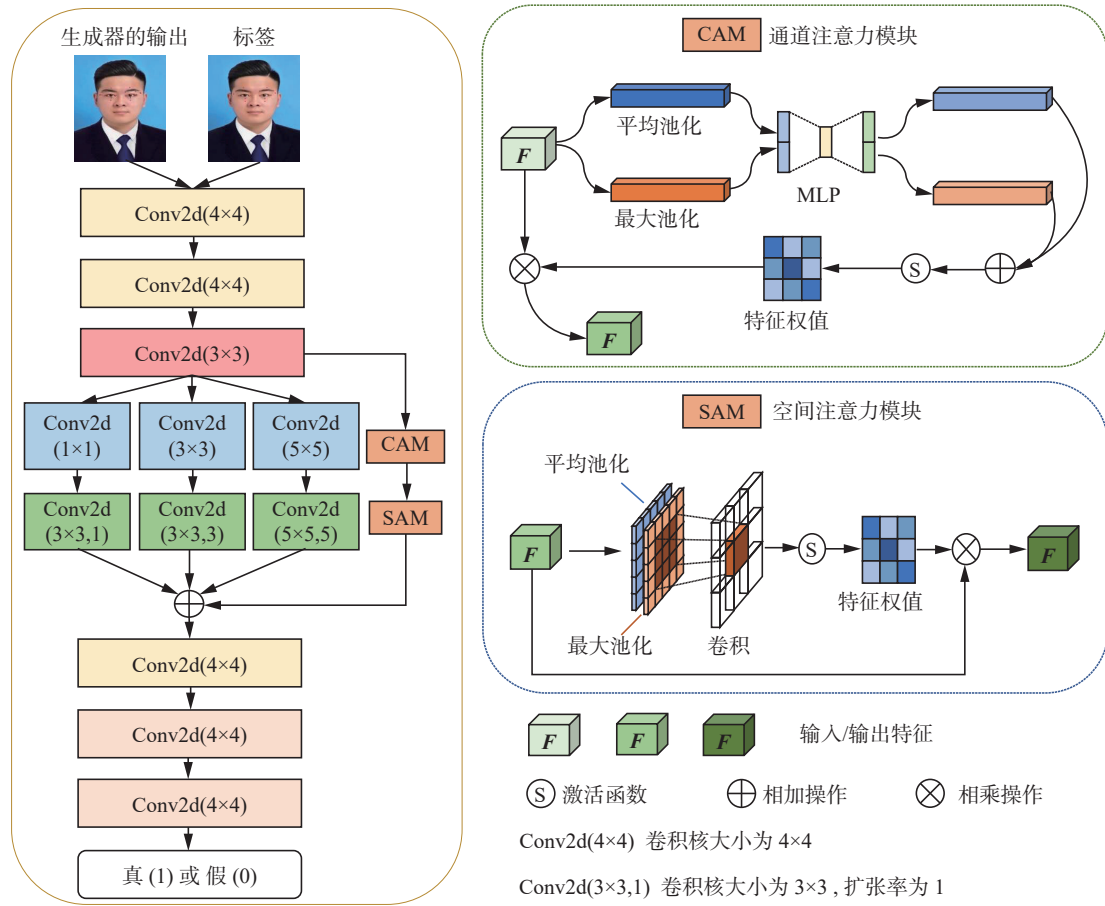 生成器的输出
标签
Conv2d(4×4)
Conv2d(4×4)
Conv2d(3×3)
Conv2d
(1×1)
Conv2d
(3×3)
Conv2d
(5×5)
CAM
Conv2d
(3×3,1)
Conv2d
(3×3,3)
Conv2d
(5×5,5)
SAM
Conv2d(4×4)
Conv2d(4×4)
Conv2d(4×4)
真 (1) 或 假 (0)
CAM 通道注意力模块
F
平均池化
最大池化
MLP
S
特征权值
F
SAM 空间注意力模块
平均池化
F
最大池化
卷积
S
特征权值
F
F F F 输入/输出特征
S 激活函数
相加操作
相乘操作
Conv2d(4×4) 卷积核大小为 4×4
Conv2d(3×3,1) 卷积核大小为 3×3 , 扩张率为 1